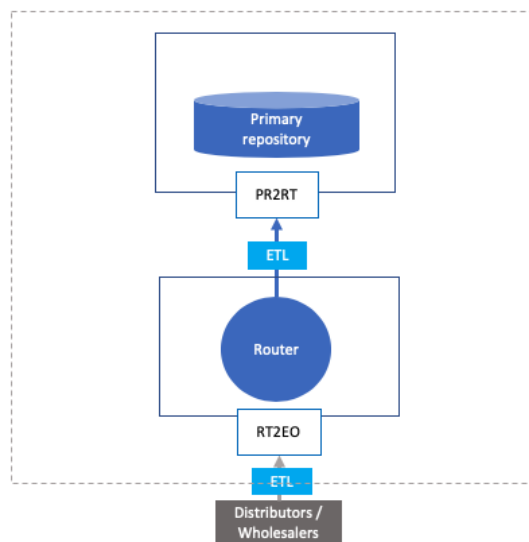 Primary
repository
PR2RT
ETL
Router
RT2EO
ETL
Distributors /
Wholesalers